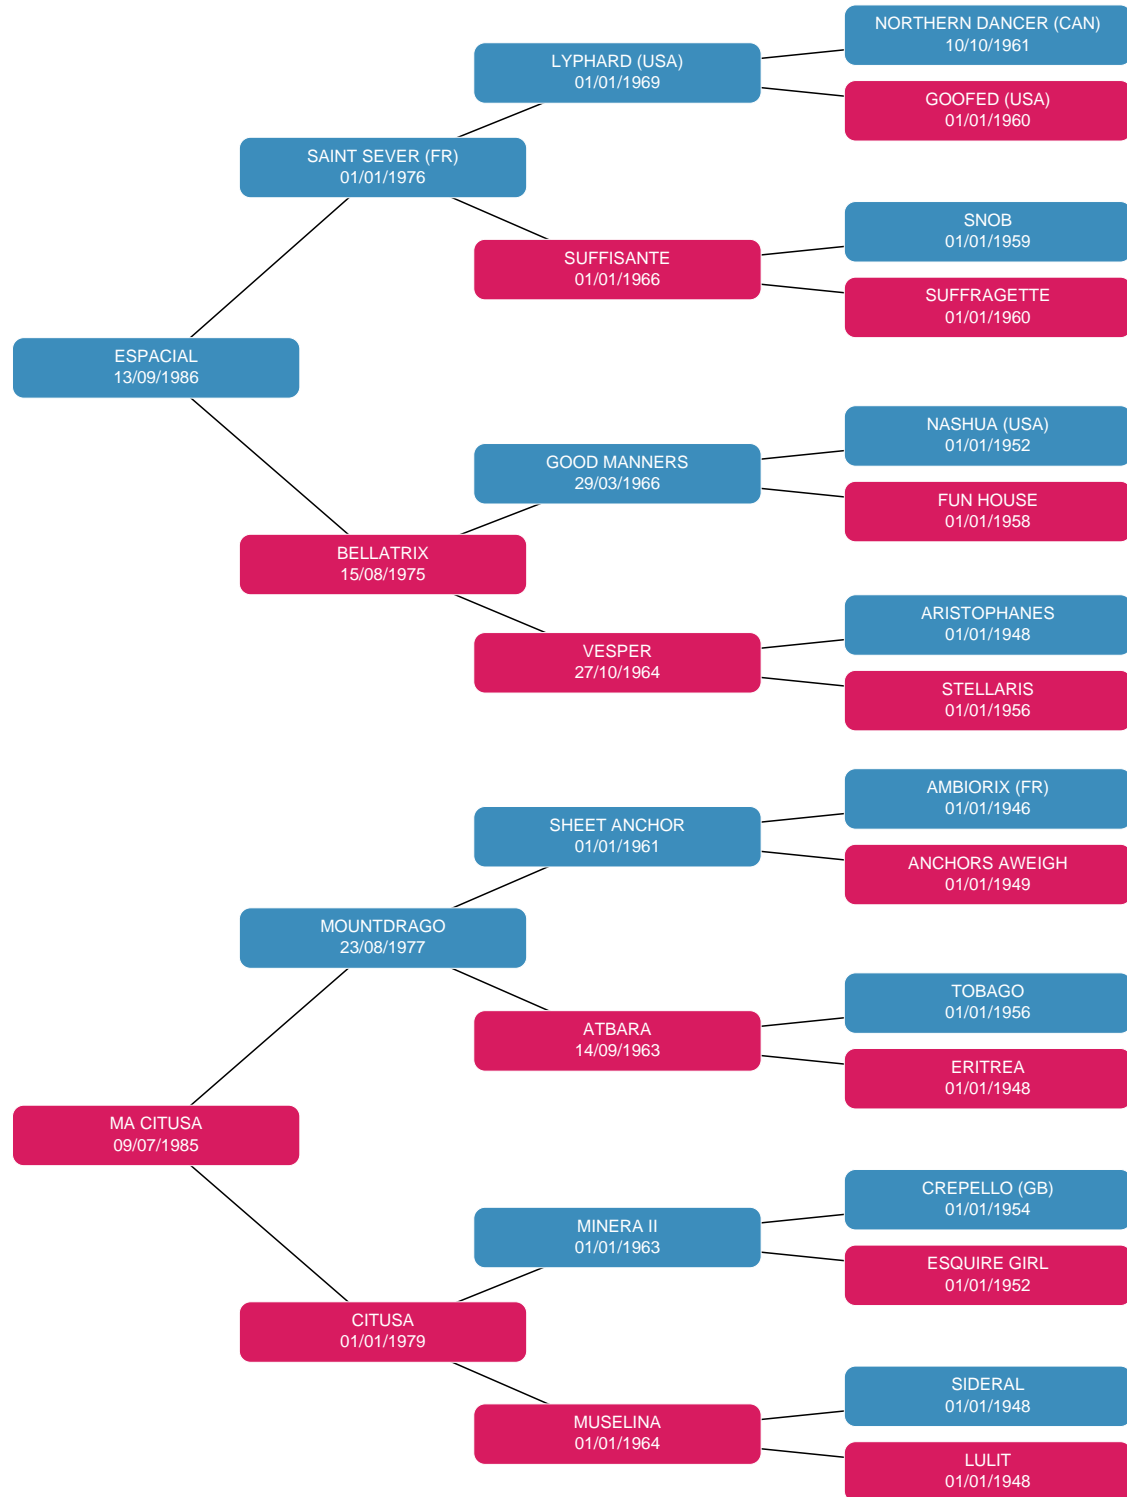 NORTHERN DANCER (CAN)
10/10/1961
LYPHARD (USA)
01/01/1969
GOOFED (USA)
01/01/1960
SAINT SEVER (FR)
01/01/1976
SNOB
01/01/1959
SUFFISANTE
01/01/1966
SUFFRAGETTE
01/01/1960
ESPACIAL
13/09/1986
NASHUA (USA)
01/01/1952
GOOD MANNERS
29/03/1966
FUN HOUSE
01/01/1958
BELLATRIX
15/08/1975
ARISTOPHANES
01/01/1948
VESPER
27/10/1964
STELLARIS
01/01/1956
AMBIORIX (FR)
01/01/1946
SHEET ANCHOR
01/01/1961
ANCHORS AWEIGH
01/01/1949
MOUNTDRAGO
23/08/1977
TOBAGO
01/01/1956
ATBARA
14/09/1963
ERITREA
01/01/1948
MA CITUSA
09/07/1985
CREPELLO (GB)
01/01/1954
MINERA II
01/01/1963
ESQUIRE GIRL
01/01/1952
CITUSA
01/01/1979
SIDERAL
01/01/1948
MUSELINA
01/01/1964
LULIT
01/01/1948